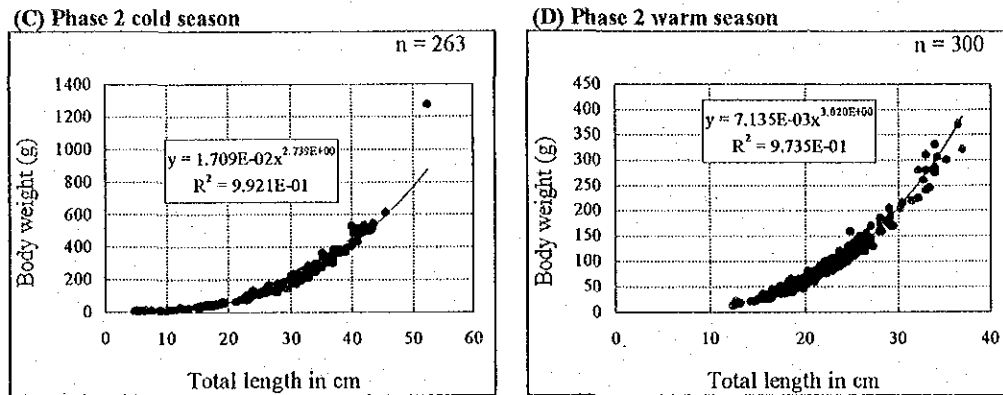 (C) Phase 2 cold season
n = 263
Body weight (g)
1400
1200
1000
800
600
400
200
0
y = 1.709E-02x^2.739E+00
R² = 9.921E-01
0 10 20 30 40 50 60
Total length in cm
(D) Phase 2 warm season
n = 300
Body weight (g)
450
400
350
300
250
200
150
100
50
0
y = 7.135E-03x^3.020E+00
R² = 9.735E-01
0 10 20 30 40
Total length in cm